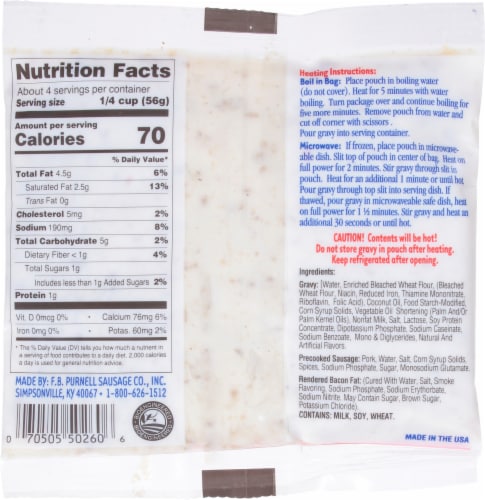 Nutrition Facts
About 4 servings per container
Serving size 1/4 cup (56g)
Amount per serving
Calories 70
% Daily Value*
Total Fat 4.5g 6%
Saturated Fat 2.5g 13%
Trans Fat 0g
Cholesterol 5mg 2%
Sodium 190mg 8%
Total Carbohydrate 5g 2%
Dietary Fiber <1g 4%
Total Sugars 1g
Includes less than 1g Added Sugars 2%
Protein 1g
Vit. D 0mcg 0% • Calcium 76mg 6%
Iron 0mg 0% • Potas. 60mg 2%
* The % Daily Value (DV) tells you how much a nutrient in
a serving of food contributes to a daily diet. 2,000 calories
a day is used for general nutrition advice.
MADE BY: F.B. PURNELL SAUSAGE CO., INC.
SIMPSONVILLE, KY 40067 • 1-800-626-1512
0 70505 50260 6
Heating Instructions:
Boil in Bag: Place pouch in boiling water
(do not cover). Heat for 5 minutes with water
boiling. Turn package over and continue boiling for
five more minutes. Remove pouch from water and
cut off corner with scissors.
Pour gravy into serving container.
Microwave: If frozen, place pouch in microwave-
able dish. Slit top of pouch in center of bag. Heat on
full power for 2 minutes. Stir gravy through slit in
pouch. Heat for an additional 1 minute or until hot.
Pour gravy through top slit into serving dish. If
thawed, pour gravy in microwaveable safe dish, heat
on full power for 1 ½ minutes. Stir gravy and heat an
additional 30 seconds or until hot.
CAUTION! Contents will be hot!
Do not store gravy in pouch after heating.
Keep refrigerated after opening.
Ingredients:
Gravy: [Water, Enriched Bleached Wheat Flour, (Bleached
Wheat Flour, Niacin, Reduced Iron, Thiamine Mononitrate,
Riboflavin, Folic Acid), Coconut Oil, Food Starch-Modified,
Corn Syrup Solids, Vegetable Oil Shortening (Palm And/Or
Palm Kernel Oils), Nonfat Milk, Salt, Lactose, Soy Protein
Concentrate, Dipotassium Phosphate, Sodium Caseinate,
Sodium Benzoate, Mono & Diglycerides, Natural And
Artificial Flavors.
Precooked Sausage: Pork, Water, Salt, Corn Syrup Solids,
Spices, Sodium Phosphate, Sugar, Monosodium Glutamate.
Rendered Bacon Fat: (Cured With Water, Salt, Smoke
Flavoring, Sodium Phosphate, Sodium Erythorbate,
Sodium Nitrite. May Contain Sugar, Brown Sugar,
Potassium Chloride).
CONTAINS: MILK, SOY, WHEAT.
MADE IN THE USA